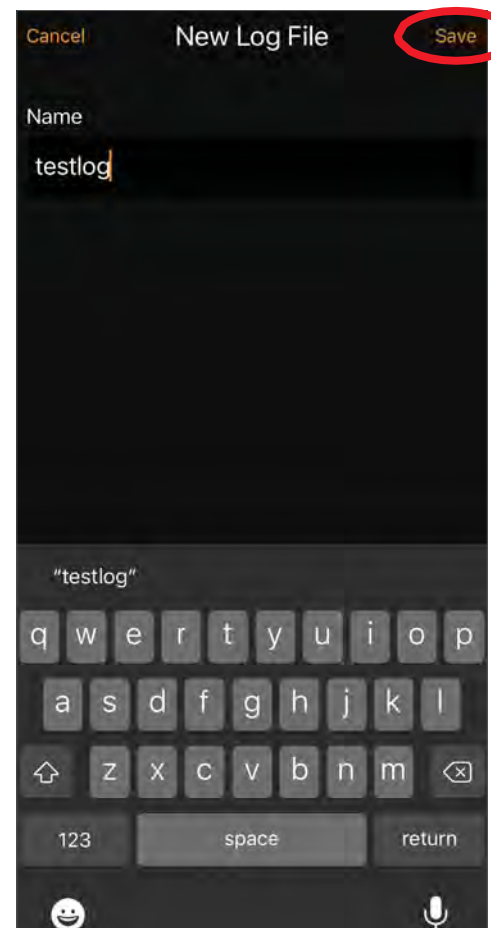 Cancel New Log File Save
Name
testlog
"testlog"
q w e r t y u i o p
a s d f g h j k l
z x c v b n m
123 space return